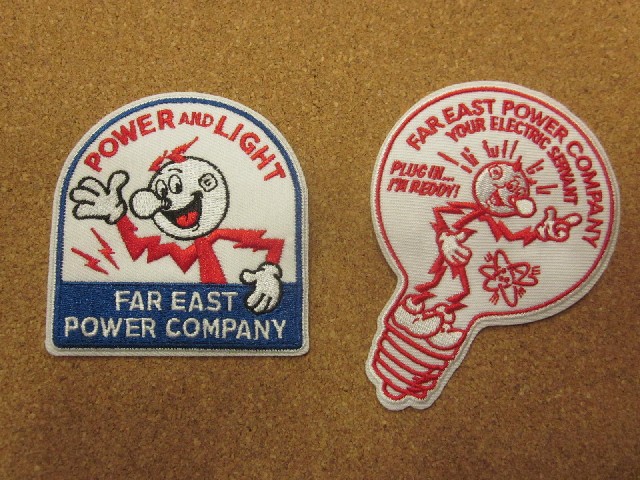 POWER AND LIGHT
FAR EAST
POWER COMPANY
FAR EAST POWER COMPANY
YOUR ELECTRIC SERVANT
PLUG IN...
I'M REDDY!